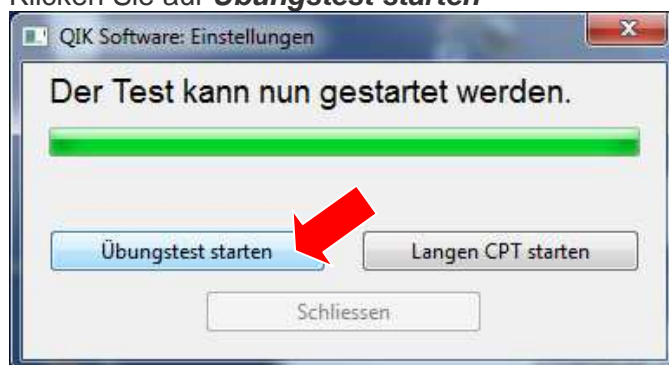 Klicken Sie auf Übungstest starten
QIK Software: Einstellungen
Der Test kann nun gestartet werden.
Übungstest starten
Langen CPT starten
Schliessen